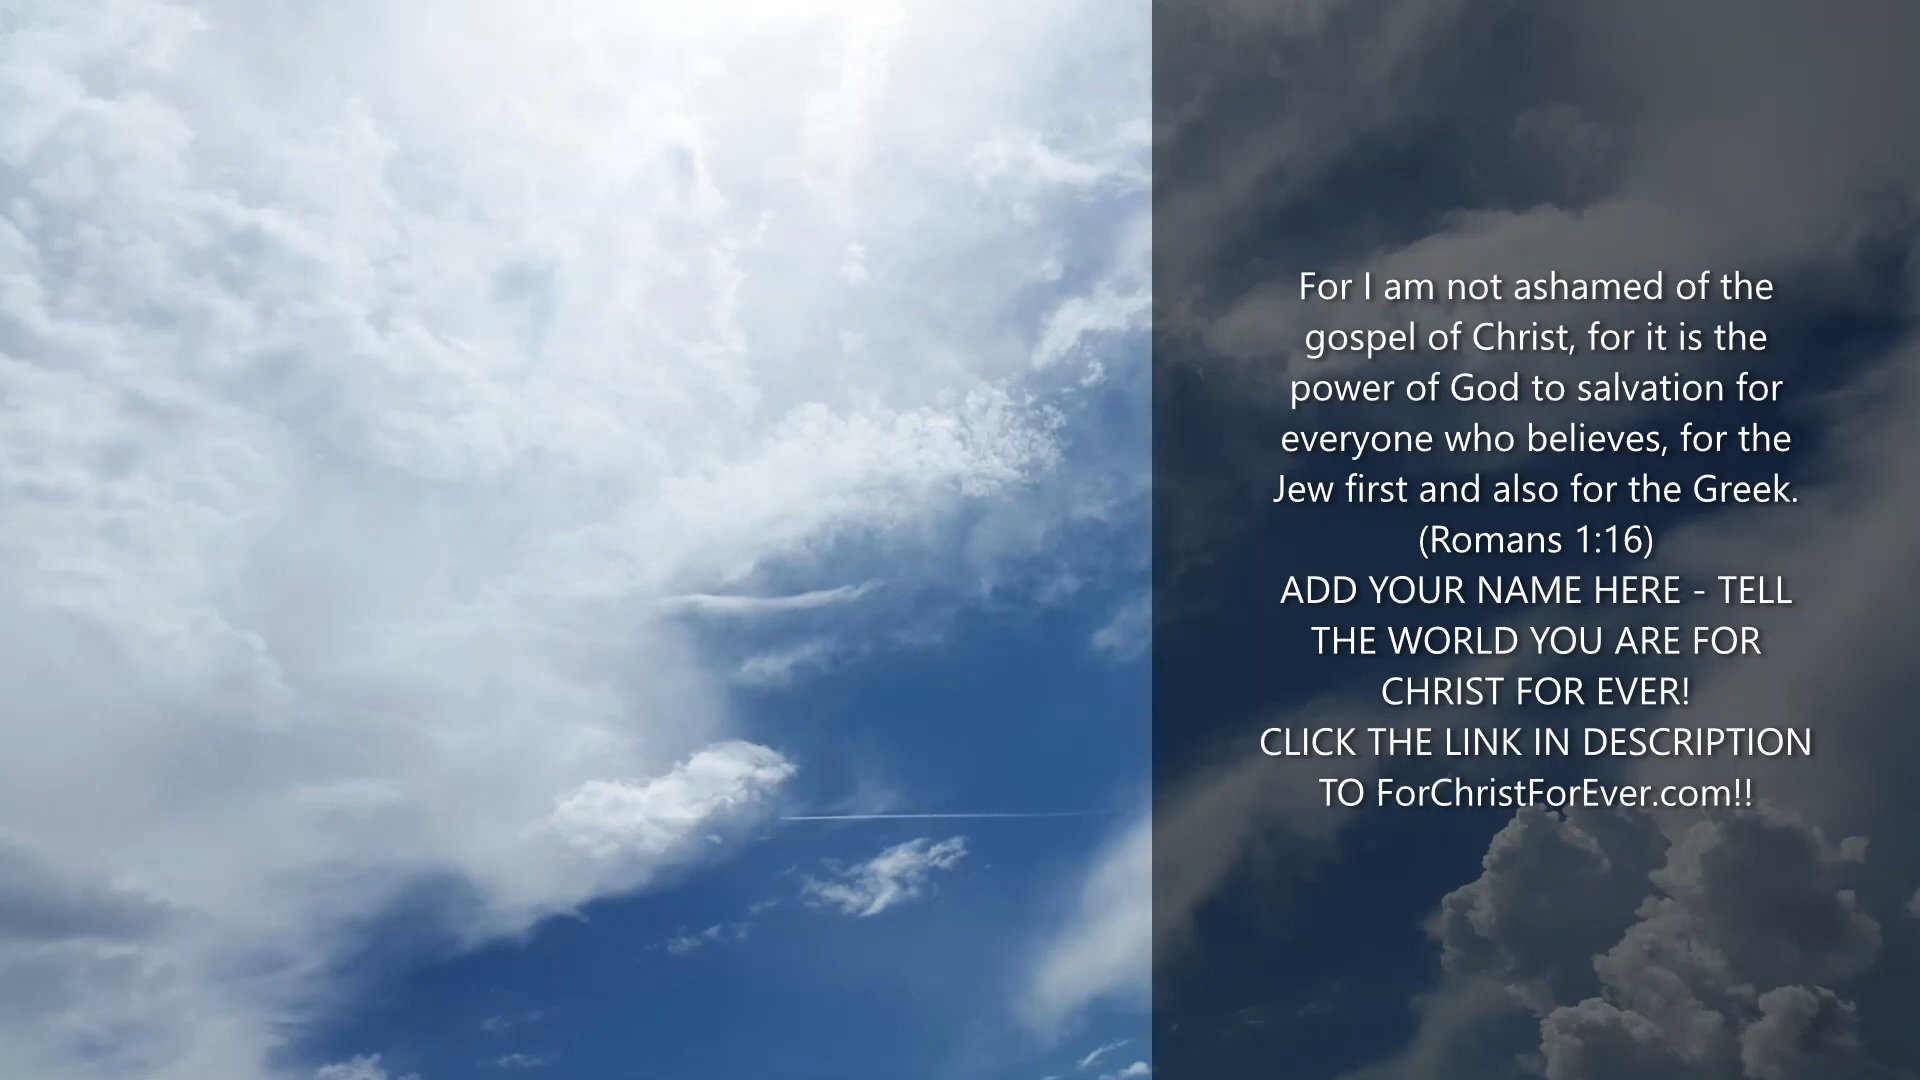 For I am not ashamed of the
gospel of Christ, for it is the
power of God to salvation for
everyone who believes, for the
Jew first and also for the Greek.
(Romans 1:16)
ADD YOUR NAME HERE - TELL
THE WORLD YOU ARE FOR
CHRIST FOR EVER!
CLICK THE LINK IN DESCRIPTION
TO ForChristForEver.com!!